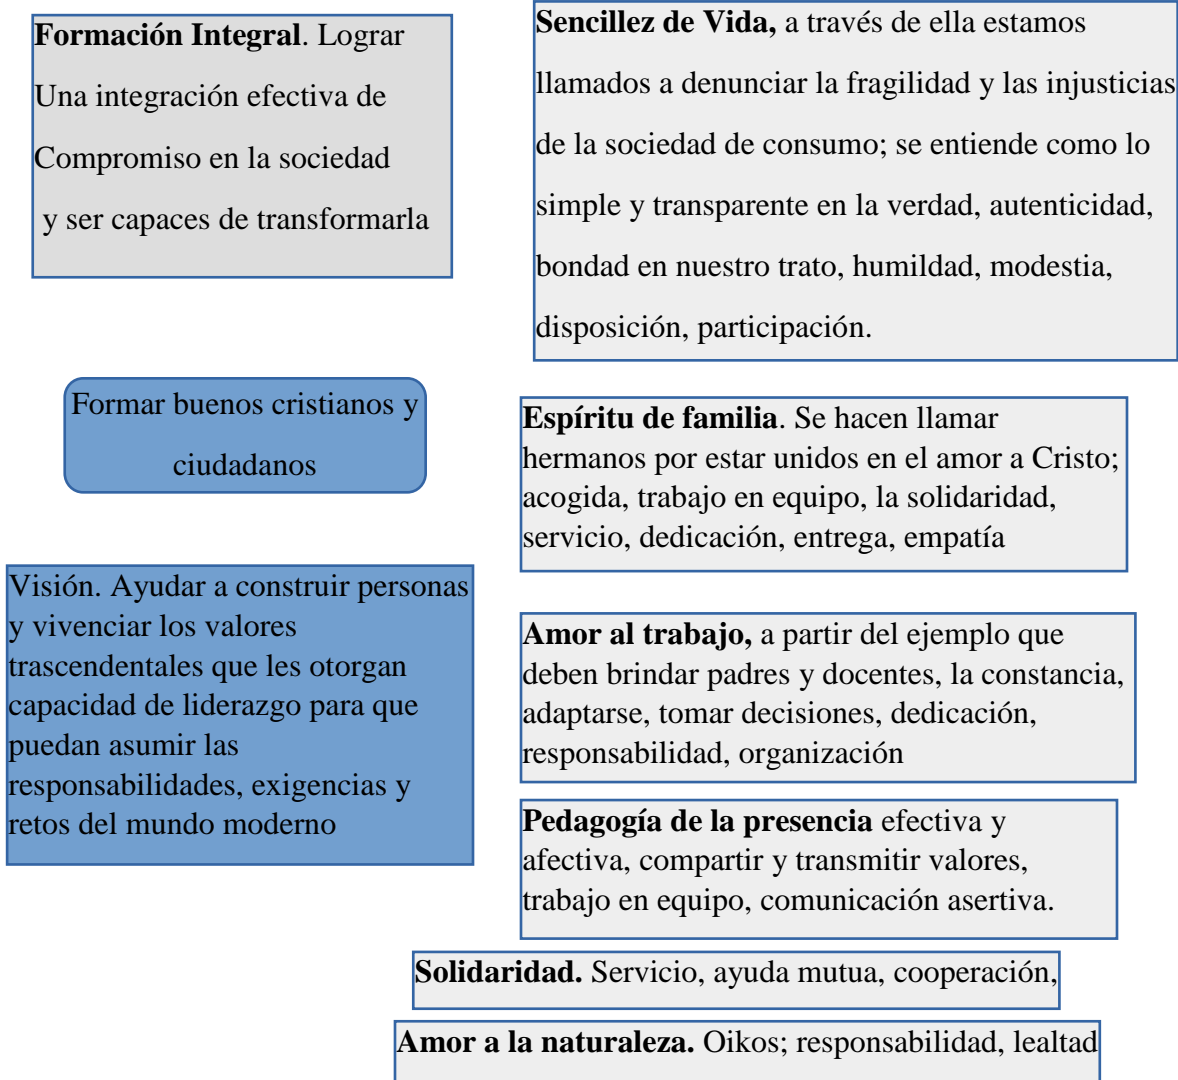 Formación Integral. Lograr
Una integración efectiva de
Compromiso en la sociedad
y ser capaces de transformarla
Formar buenos cristianos y
ciudadanos
Visión. Ayudar a construir personas
y vivenciar los valores
trascendentales que les otorgan
capacidad de liderazgo para que
puedan asumir las
responsabilidades, exigencias y
retos del mundo moderno
Sencillez de Vida, a través de ella estamos
llamados a denunciar la fragilidad y las injusticias
de la sociedad de consumo; se entiende como lo
simple y transparente en la verdad, autenticidad,
bondad en nuestro trato, humildad, modestia,
disposición, participación.
Espíritu de familia. Se hacen llamar
hermanos por estar unidos en el amor a Cristo;
acogida, trabajo en equipo, la solidaridad,
servicio, dedicación, entrega, empatía
Amor al trabajo, a partir del ejemplo que
deben brindar padres y docentes, la constancia,
adaptarse, tomar decisiones, dedicación,
responsabilidad, organización
Pedagogía de la presencia efectiva y
afectiva, compartir y transmitir valores,
trabajo en equipo, comunicación asertiva.
Solidaridad. Servicio, ayuda mutua, cooperación,
Amor a la naturaleza. Oikos; responsabilidad, lealtad